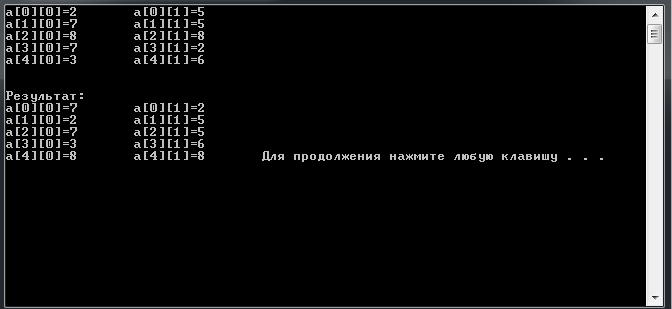 a[0][0]=2 a[0][1]=5
a[1][0]=7 a[1][1]=5
a[2][0]=8 a[2][1]=8
a[3][0]=7 a[3][1]=2
a[4][0]=3 a[4][1]=6
Результат:
a[0][0]=7 a[0][1]=2
a[1][0]=2 a[1][1]=5
a[2][0]=7 a[2][1]=5
a[3][0]=3 a[3][1]=6
a[4][0]=8 a[4][1]=8 Для продолжения нажмите любую клавишу . . .